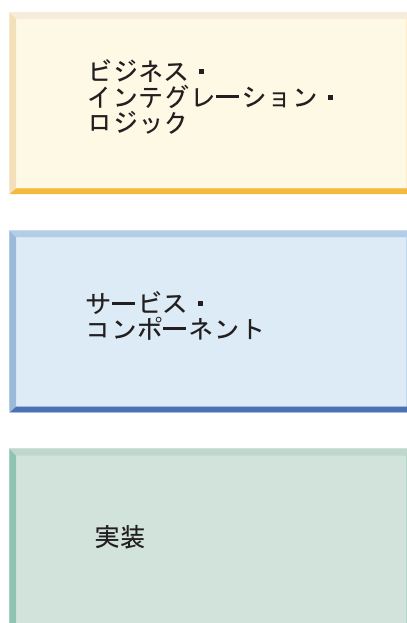 ビジネス・
インテグレーション・
ロジック
サービス・
コンポーネント
実装